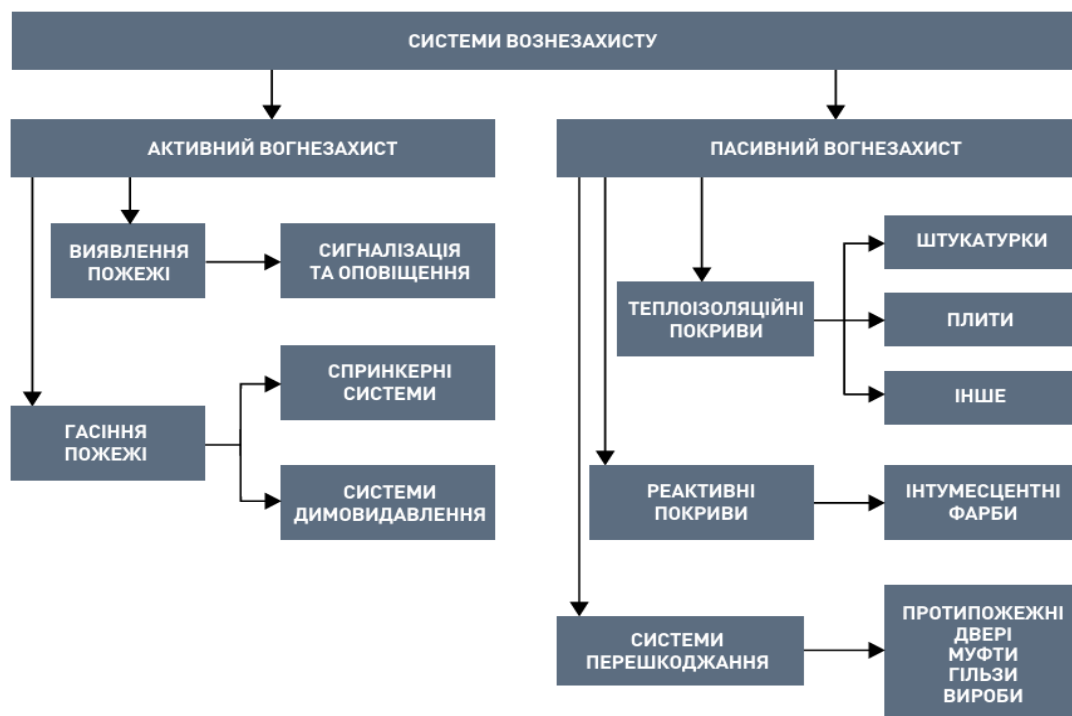 СИСТЕМИ ВОЗНЕЗАХИСТУ
АКТИВНИЙ ВОГНЕЗАХИСТ
ВИЯВЛЕННЯ
ПОЖЕЖІ
СИГНАЛІЗАЦІЯ
ТА ОПОВІЩЕННЯ
ГАСІННЯ
ПОЖЕЖІ
СПРИНКЕРНІ
СИСТЕМИ
СИСТЕМИ
ДИМОВИДАВЛЕННЯ
ПАСИВНИЙ ВОГНЕЗАХИСТ
ТЕПЛОІЗОЛЯЦІЙНІ
ПОКРИВИ
ШТУКАТУРКИ
ПЛИТИ
ІНШЕ
РЕАКТИВНІ
ПОКРИВИ
ІНТУМЕСЦЕНТНІ
ФАРБИ
СИСТЕМИ
ПЕРЕШКОДЖАННЯ
ПРОТИПОЖЕЖНІ
ДВЕРІ
МУФТИ
ГІЛЬЗИ
ВИРОБИ